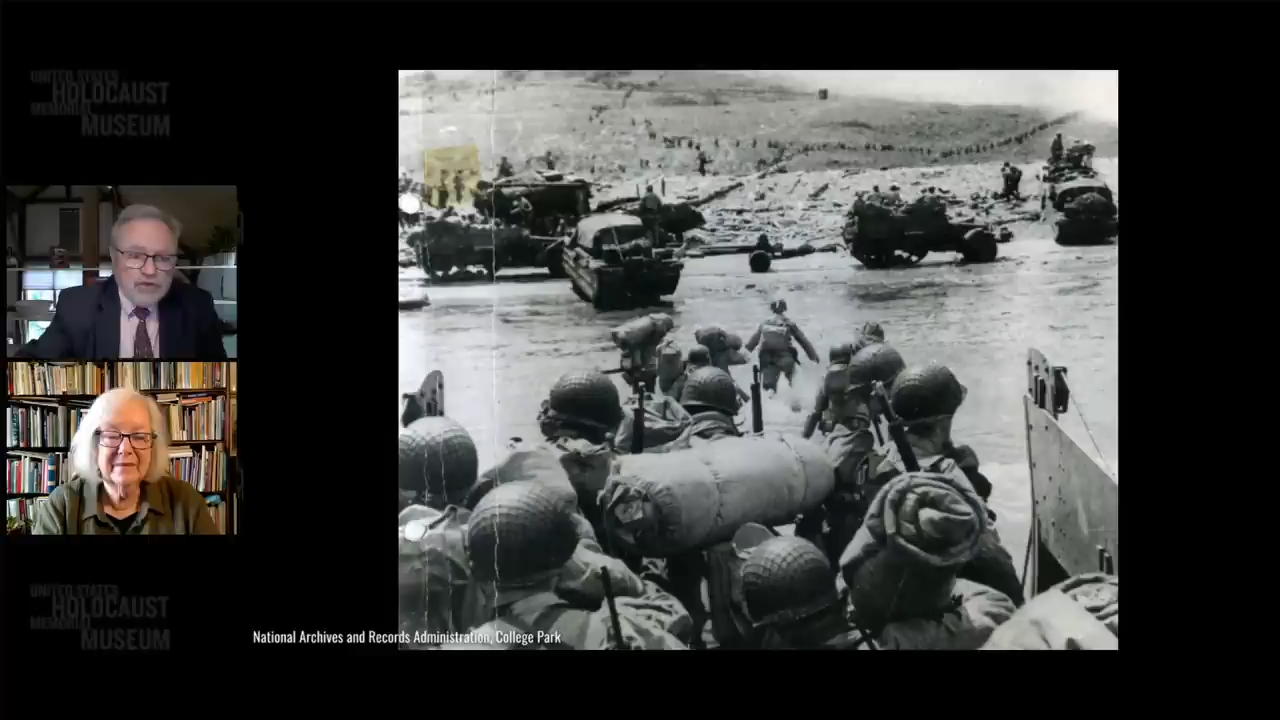 UNITED STATES
HOLOCAUST
MEMORIAL
MUSEUM
National Archives and Records Administration, College Park
UNITED STATES
HOLOCAUST
MEMORIAL
MUSEUM